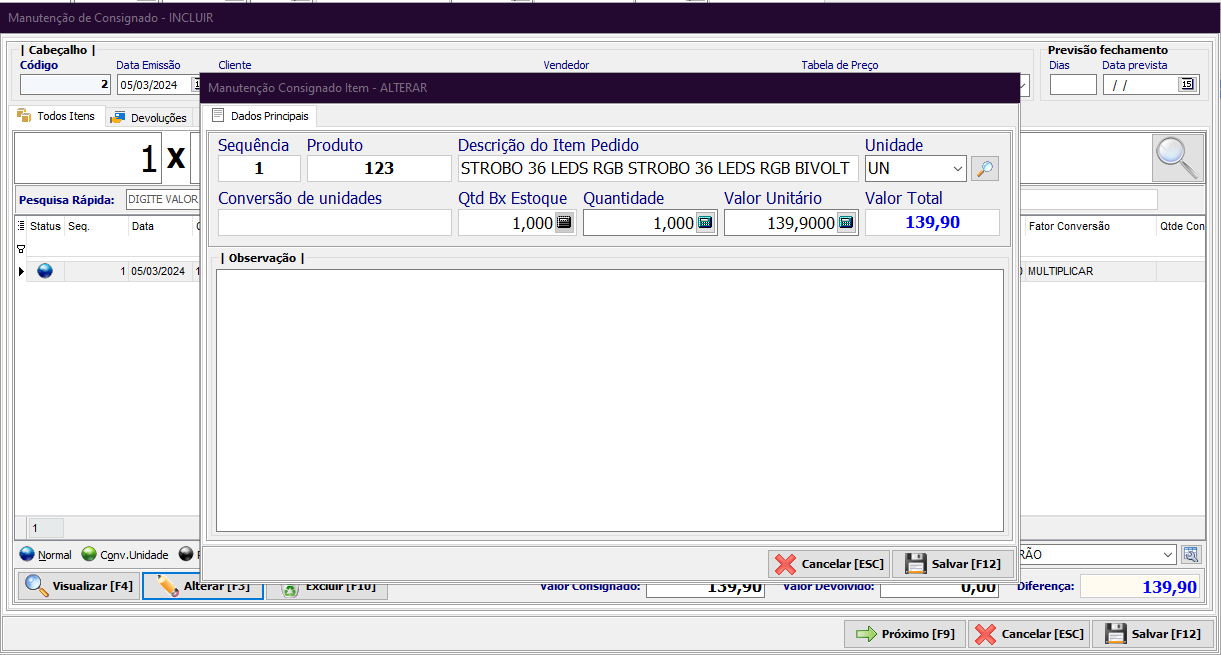 Manutenção de Consignado - INCLUIR
| Cabeçalho |
Previsão fechamento
Código
Data Emissão
Cliente
Vendedor
Tabela de Preço
Dias
Data prevista
2
05/03/2024
/ /
15
Manutenção Consignado Item - ALTERAR
Todos Itens
Devoluções
Dados Principais
1 x
Sequência
Produto
Descrição do Item Pedido
Unidade
1
123
STROBO 36 LEDS RGB STROBO 36 LEDS RGB BIVOLT
UN
Pesquisa Rápida:
DIGITE VALOR
Conversão de unidades
Qtd Bx Estoque
Quantidade
Valor Unitário
Valor Total
1,000
1,000
139,9000
139,90
Status
Seq.
Data
Fator Conversão
Qtde Con
| Observação |
1
05/03/2024
MULTIPLICAR
1
Normal
Conv.Unidade
RÃO
Cancelar [ESC]
Salvar [F12]
Visualizar [F4]
Alterar [F3]
Excluir [F10]
Valor Consignado:
139,90
Valor Devolvido:
0,00
Diferença:
139,90
Próximo [F9]
Cancelar [ESC]
Salvar [F12]